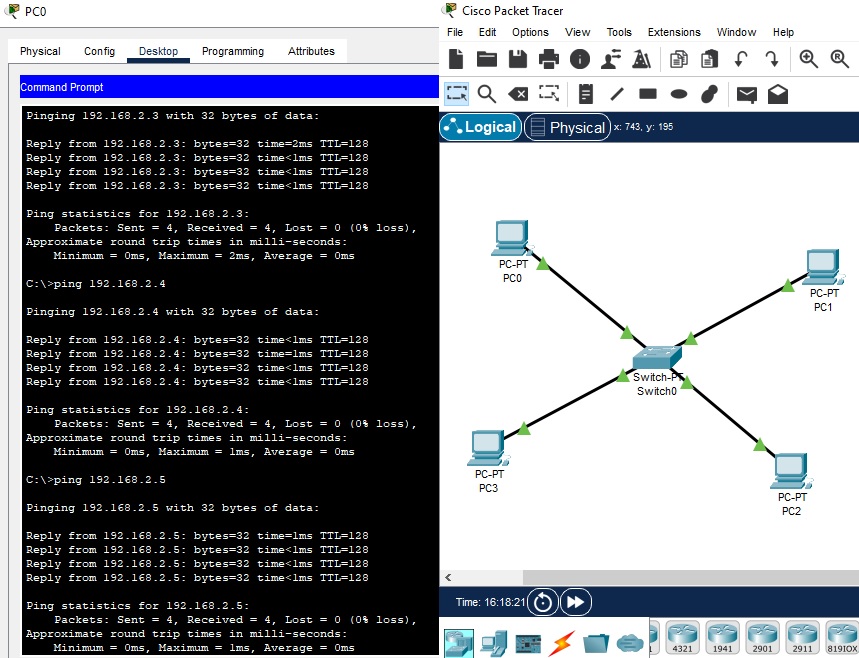 PC0
Physical Config Desktop Programming Attributes
Command Prompt
Pinging 192.168.2.3 with 32 bytes of data:
Reply from 192.168.2.3: bytes=32 time=2ms TTL=128
Reply from 192.168.2.3: bytes=32 time<1ms TTL=128
Reply from 192.168.2.3: bytes=32 time<1ms TTL=128
Reply from 192.168.2.3: bytes=32 time<1ms TTL=128
Ping statistics for 192.168.2.3:
Packets: Sent = 4, Received = 4, Lost = 0 (0% loss),
Approximate round trip times in milli-seconds:
Minimum = 0ms, Maximum = 2ms, Average = 0ms
C:\>ping 192.168.2.4
Pinging 192.168.2.4 with 32 bytes of data:
Reply from 192.168.2.4: bytes=32 time<1ms TTL=128
Reply from 192.168.2.4: bytes=32 time=1ms TTL=128
Reply from 192.168.2.4: bytes=32 time<1ms TTL=128
Reply from 192.168.2.4: bytes=32 time<1ms TTL=128
Ping statistics for 192.168.2.4:
Packets: Sent = 4, Received = 4, Lost = 0 (0% loss),
Approximate round trip times in milli-seconds:
Minimum = 0ms, Maximum = 1ms, Average = 0ms
C:\>ping 192.168.2.5
Pinging 192.168.2.5 with 32 bytes of data:
Reply from 192.168.2.5: bytes=32 time=1ms TTL=128
Reply from 192.168.2.5: bytes=32 time<1ms TTL=128
Reply from 192.168.2.5: bytes=32 time<1ms TTL=128
Reply from 192.168.2.5: bytes=32 time<1ms TTL=128
Ping statistics for 192.168.2.5:
Packets: Sent = 4, Received = 4, Lost = 0 (0% loss),
Approximate round trip times in milli-seconds:
Minimum = 0ms, Maximum = 1ms, Average = 0ms
Cisco Packet Tracer
File Edit Options View Tools Extensions Window Help
Logical Physical x: 743, y: 195
PC-PT
PC0
PC-PT
PC1
Switch-PT
Switch0
PC-PT
PC3
PC-PT
PC2
Time: 16:18:21
1 4321 1941 2901 2911 819IOX